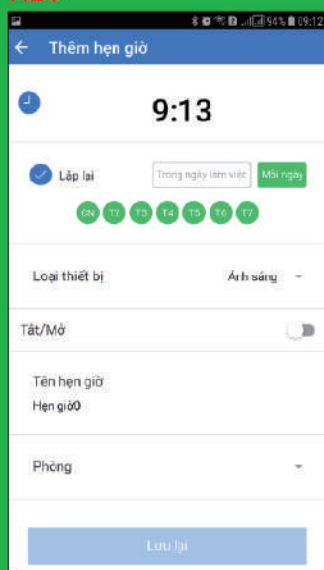 94% 09:12
Thêm hẹn giờ
9:13
Lặp lại Trong ngày làm việc Mỗi ngày
CN T2 T3 T4 T5 T6 T7
Loại thiết bị Ánh sáng
Tắt/Mở
Tên hẹn giờ
Hẹn giờ0
Phòng
Lưu lại